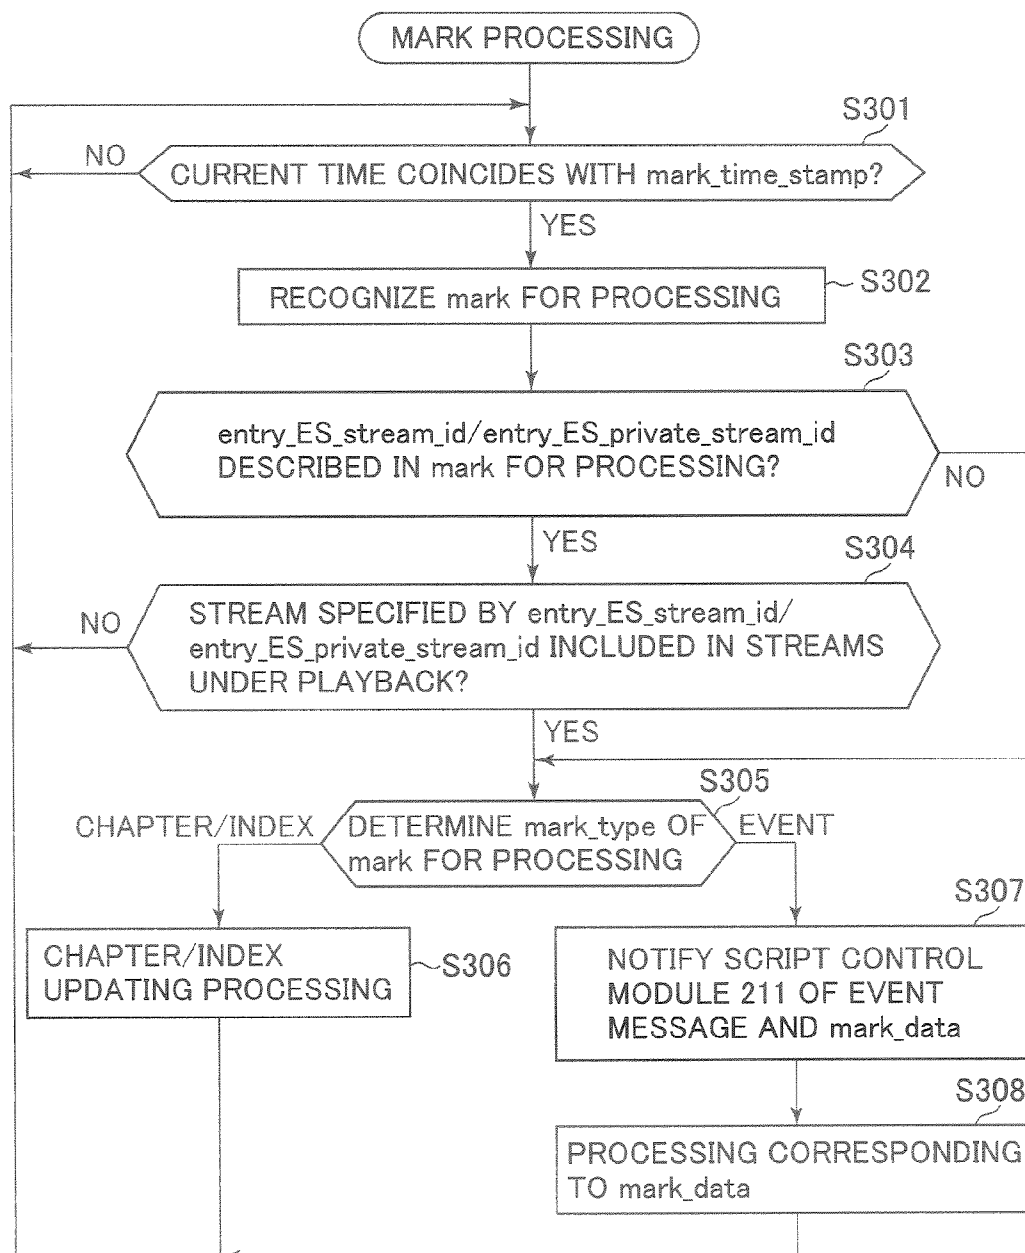 MARK PROCESSING
S301
NO
CURRENT TIME COINCIDES WITH mark_time_stamp?
YES
S302
RECOGNIZE mark FOR PROCESSING
S303
entry_ES_stream_id/entry_ES_private_stream_id
DESCRIBED IN mark FOR PROCESSING?
NO
YES
S304
NO
STREAM SPECIFIED BY entry_ES_stream_id/
entry_ES_private_stream_id INCLUDED IN STREAMS
UNDER PLAYBACK?
YES
S305
CHAPTER/INDEX
DETERMINE mark_type OF
mark FOR PROCESSING
EVENT
CHAPTER/INDEX
UPDATING PROCESSING
S306
S307
NOTIFY SCRIPT CONTROL
MODULE 211 OF EVENT
MESSAGE AND mark_data
S308
PROCESSING CORRESPONDING
TO mark_data